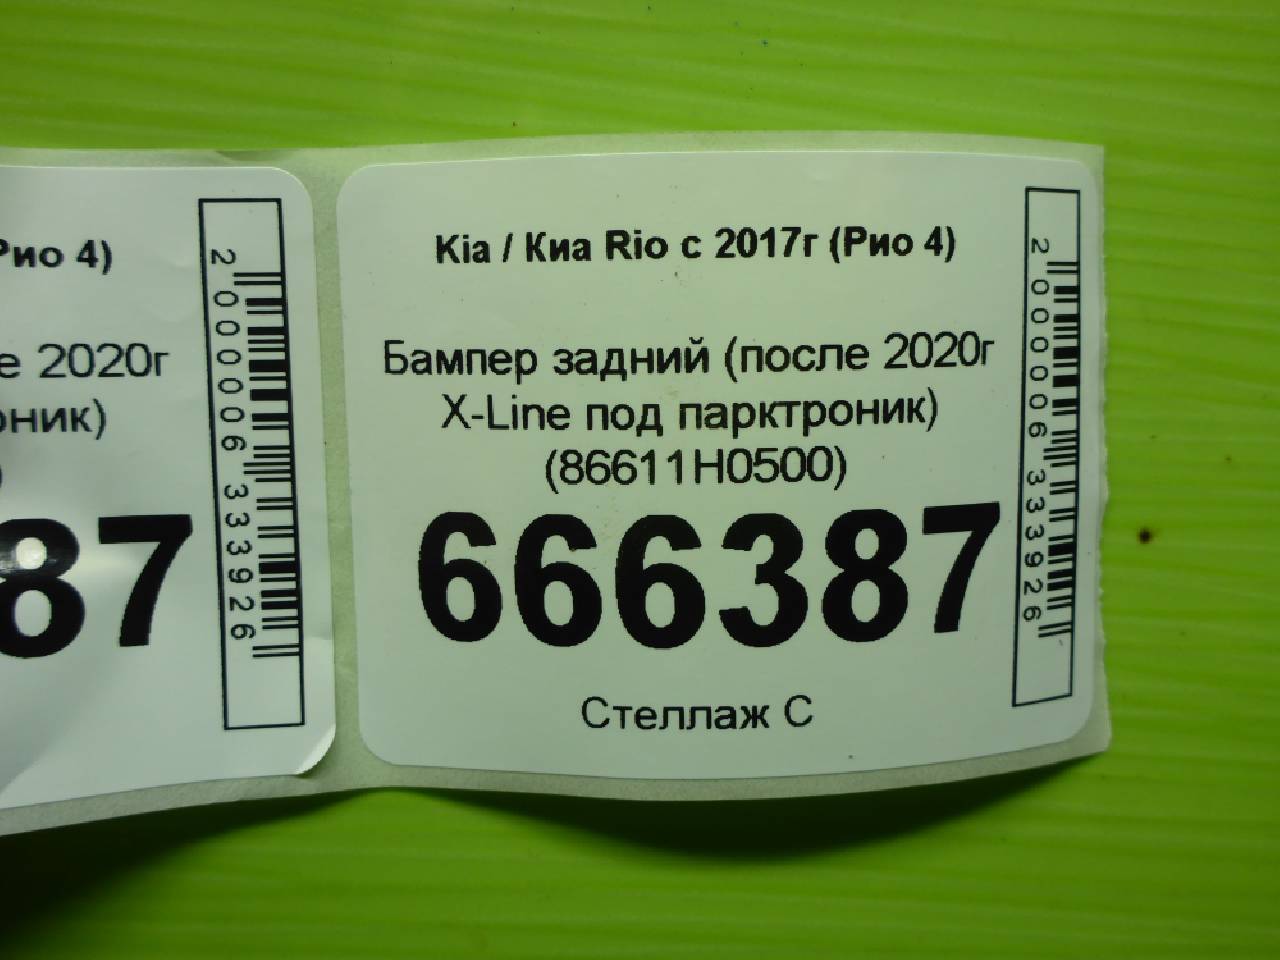 Рио 4)
е 2020г
оник)
)
87
2000006333926
Kia / Киа Rio с 2017г (Рио 4)
Бампер задний (после 2020г
X-Line под парктроник)
(86611H0500)
666387
Стеллаж С
2000006333926